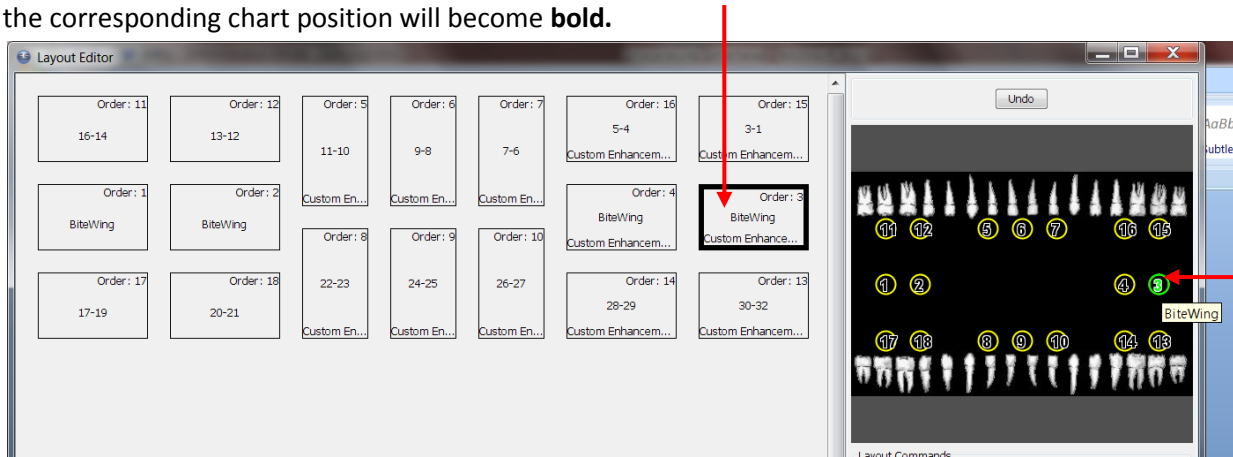 the corresponding chart position will become bold.
Layout Editor
Order: 11
16-14
Order: 12
13-12
Order: 5
11-10
Custom En...
Order: 6
9-8
Custom En...
Order: 7
7-6
Custom En...
Order: 16
5-4
Custom Enhancem...
Order: 15
3-1
Custom Enhancem...
Order: 1
BiteWing
Order: 2
BiteWing
Order: 4
BiteWing
Custom Enhancem...
Order: 3
BiteWing
Custom Enhance...
Order: 8
22-23
Custom En...
Order: 9
24-25
Custom En...
Order: 10
26-27
Custom En...
Order: 17
17-19
Order: 18
20-21
Order: 14
28-29
Custom Enhancem...
Order: 13
30-32
Custom Enhancem...
Undo
11 12 5 6 7 16 15
1 2 4 3
BiteWing
17 18 8 9 10 14 13
Layout Commands
AaBb
ubtle